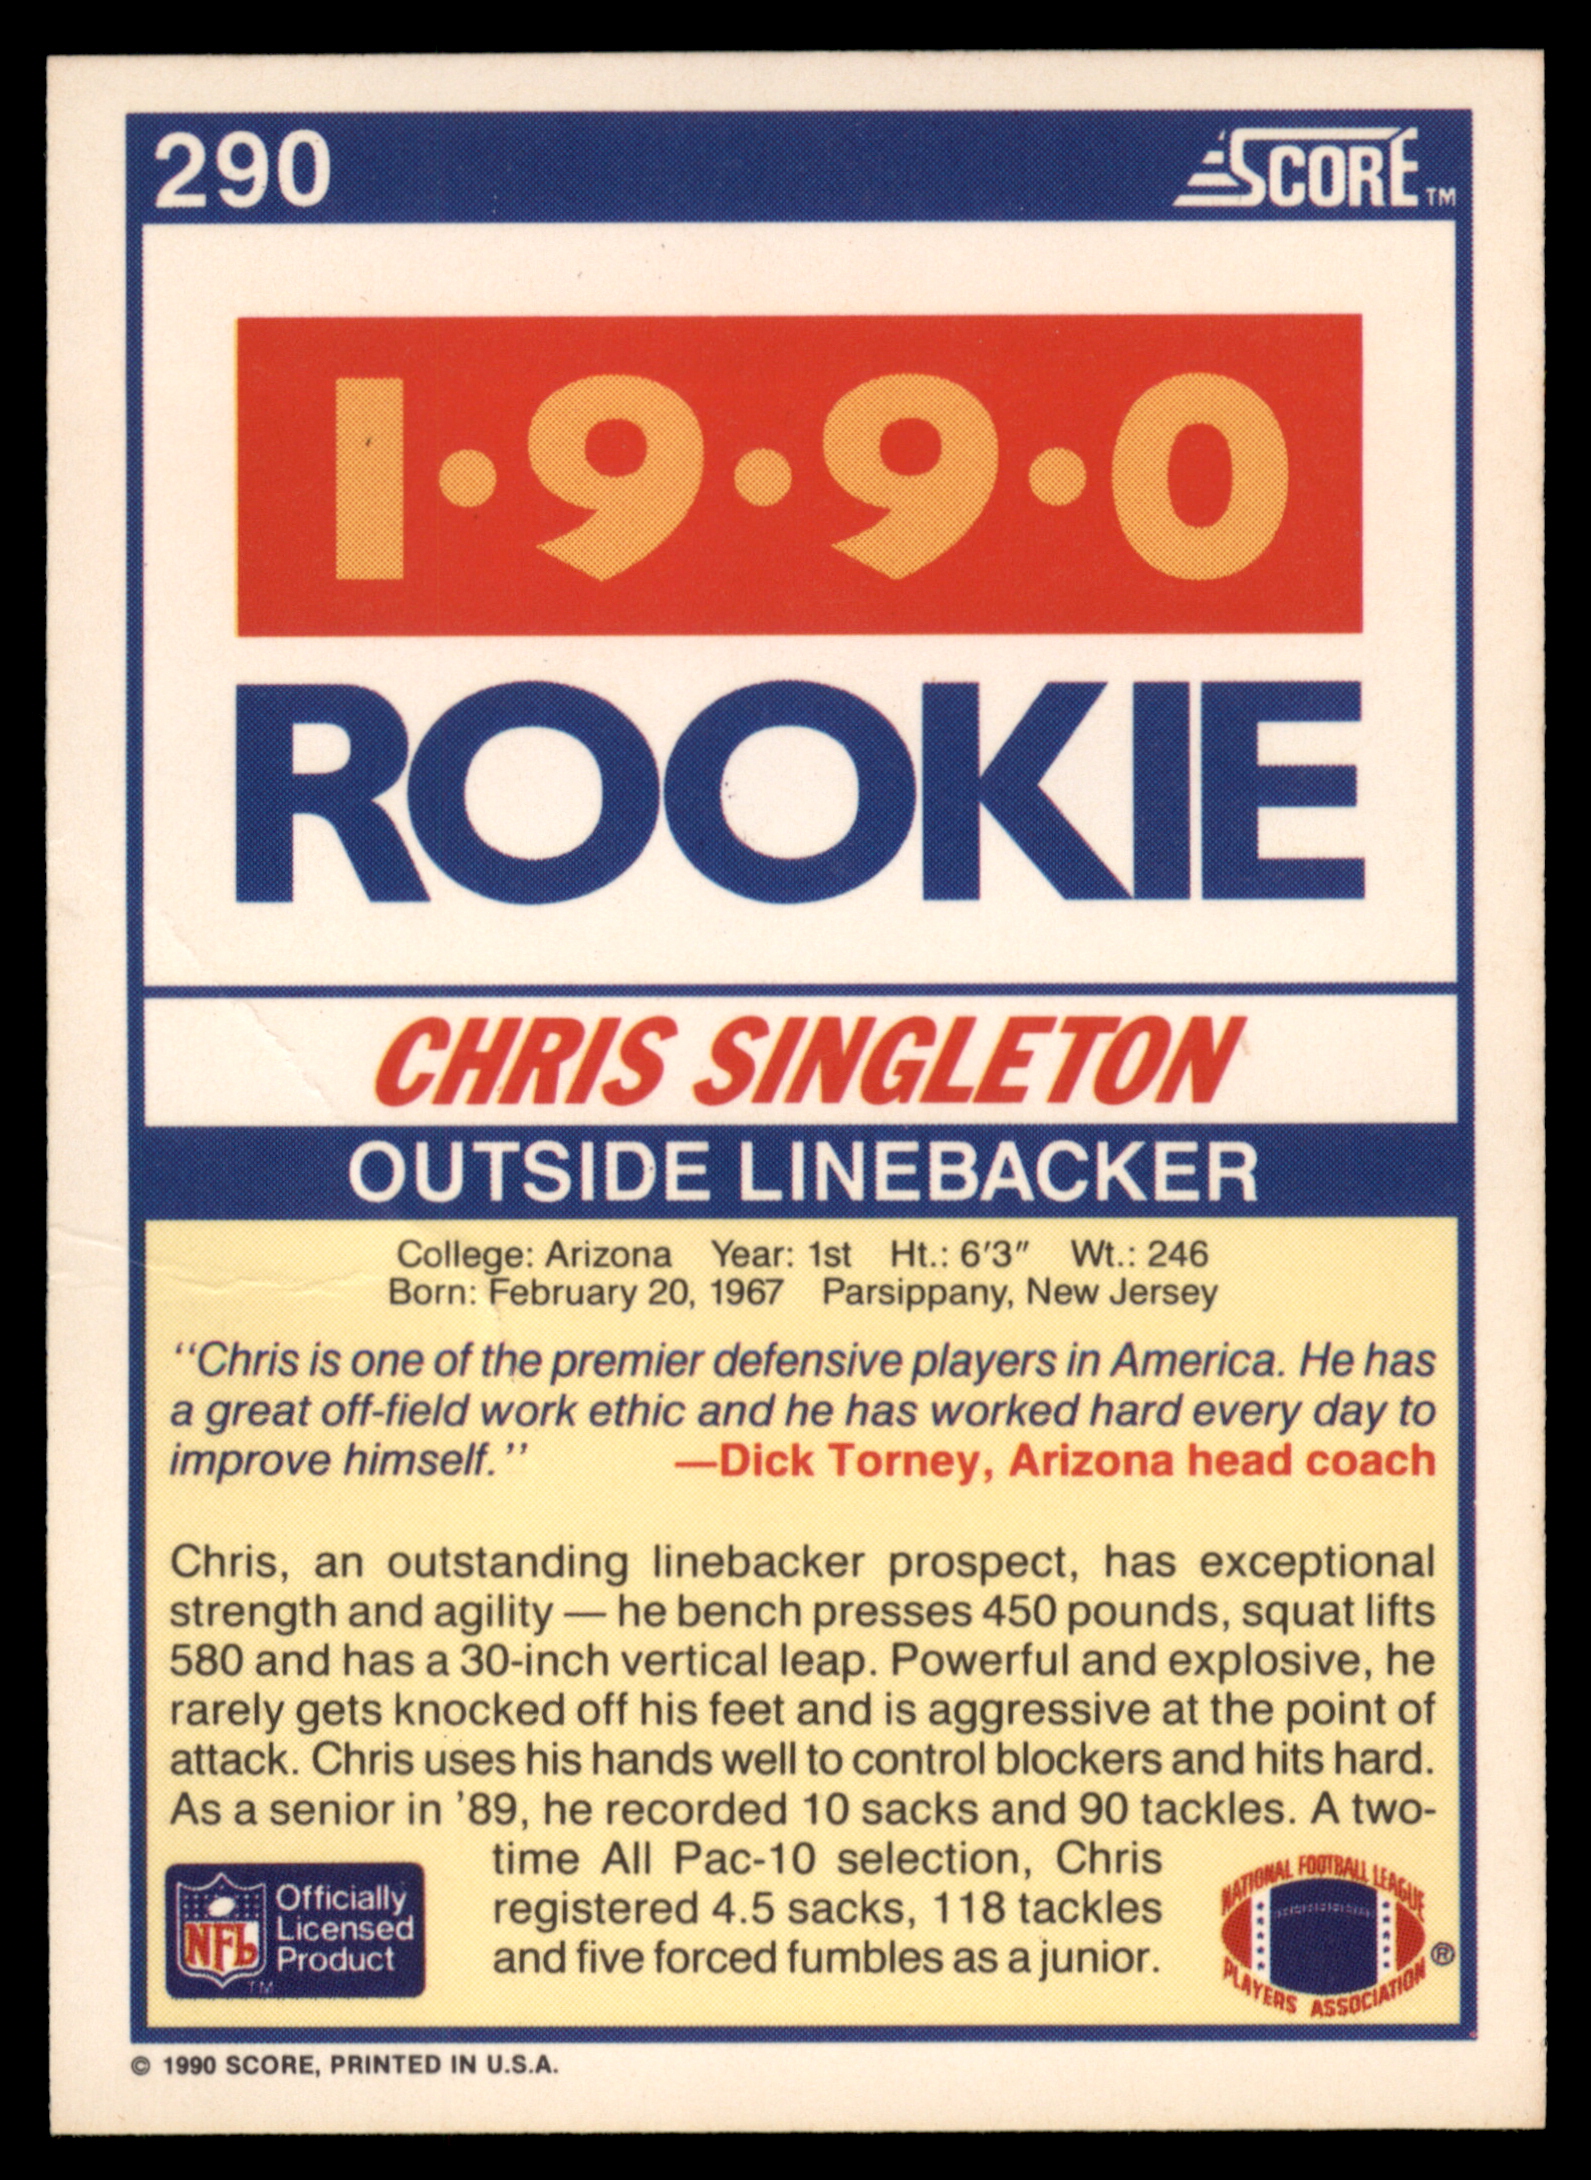 290
SCORE TM
1•9•9•0
ROOKIE
CHRIS SINGLETON
OUTSIDE LINEBACKER
College: Arizona Year: 1st Ht.: 6'3" Wt.: 246
Born: February 20, 1967 Parsippany, New Jersey
"Chris is one of the premier defensive players in America. He has
a great off-field work ethic and he has worked hard every day to
improve himself." —Dick Torney, Arizona head coach
Chris, an outstanding linebacker prospect, has exceptional
strength and agility — he bench presses 450 pounds, squat lifts
580 and has a 30-inch vertical leap. Powerful and explosive, he
rarely gets knocked off his feet and is aggressive at the point of
attack. Chris uses his hands well to control blockers and hits hard.
As a senior in '89, he recorded 10 sacks and 90 tackles. A two-
time All Pac-10 selection, Chris
registered 4.5 sacks, 118 tackles
and five forced fumbles as a junior.
NFL TM
Officially
Licensed
Product
NATIONAL FOOTBALL LEAGUE
PLAYERS ASSOCIATION ®
© 1990 SCORE, PRINTED IN U.S.A.